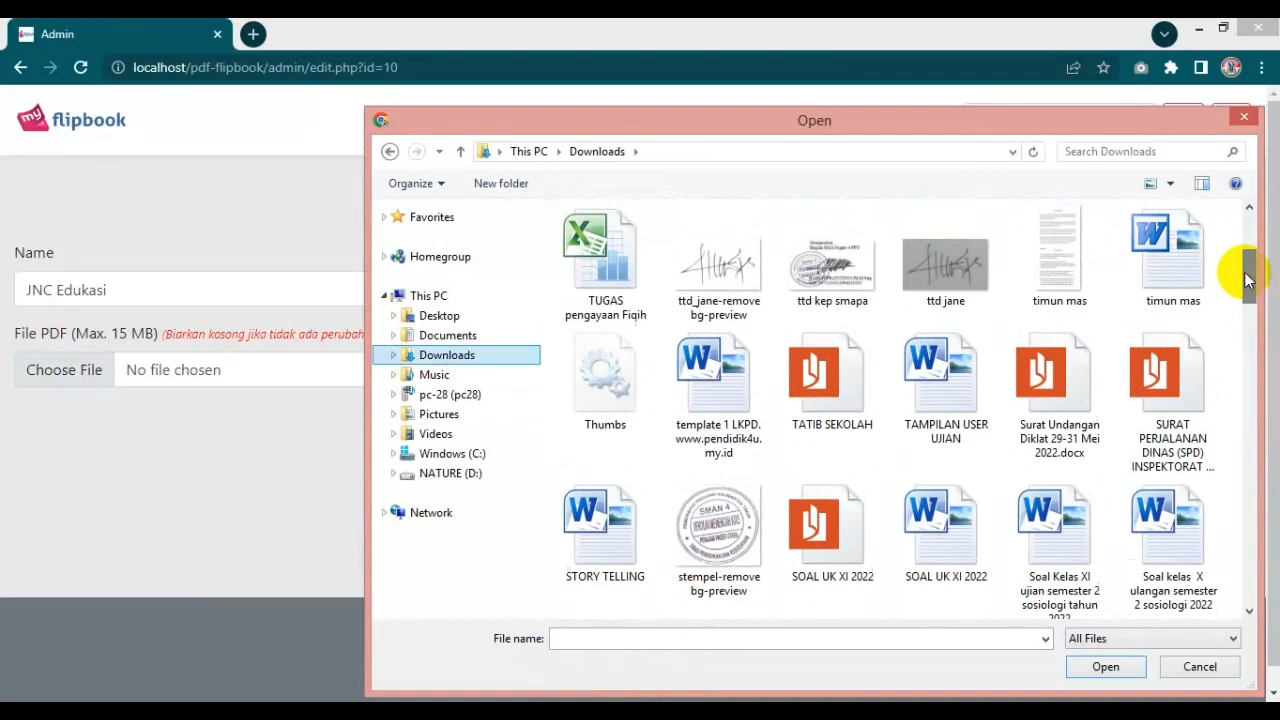 Admin
localhost/pdf-flipbook/admin/edit.php?id=10
my flipbook
Open
This PC
Downloads
Search Downloads
Organize
New folder
Name
JNC Edukasi
File PDF (Max. 15 MB) (Biarkan kosong jika tidak ada perubah
Choose File
No file chosen
Favorites
Homegroup
This PC
Desktop
Documents
Downloads
Music
pc-28 (pc28)
Pictures
Videos
Windows (C:)
NATURE (D:)
Network
TUGAS
pengayaan Fiqih
ttd_jane-remove
bg-preview
ttd kep smapa
ttd jane
timun mas
timun mas
Thumbs
template 1 LKPD.
www.pendidik4u.
my.id
TATIB SEKOLAH
TAMPILAN USER
UJIAN
Surat Undangan
Diklat 29-31 Mei
2022.docx
SURAT
PERJALANAN
DINAS (SPD)
INSPEKTORAT ...
STORY TELLING
SMAN 4
stempel-remove
bg-preview
SOAL UK XI 2022
SOAL UK XI 2022
Soal Kelas XI
ujian semester 2
sosiologi tahun
2022
Soal kelas X
ulangan semester
2 sosiologi 2022
File name:
All Files
Open
Cancel